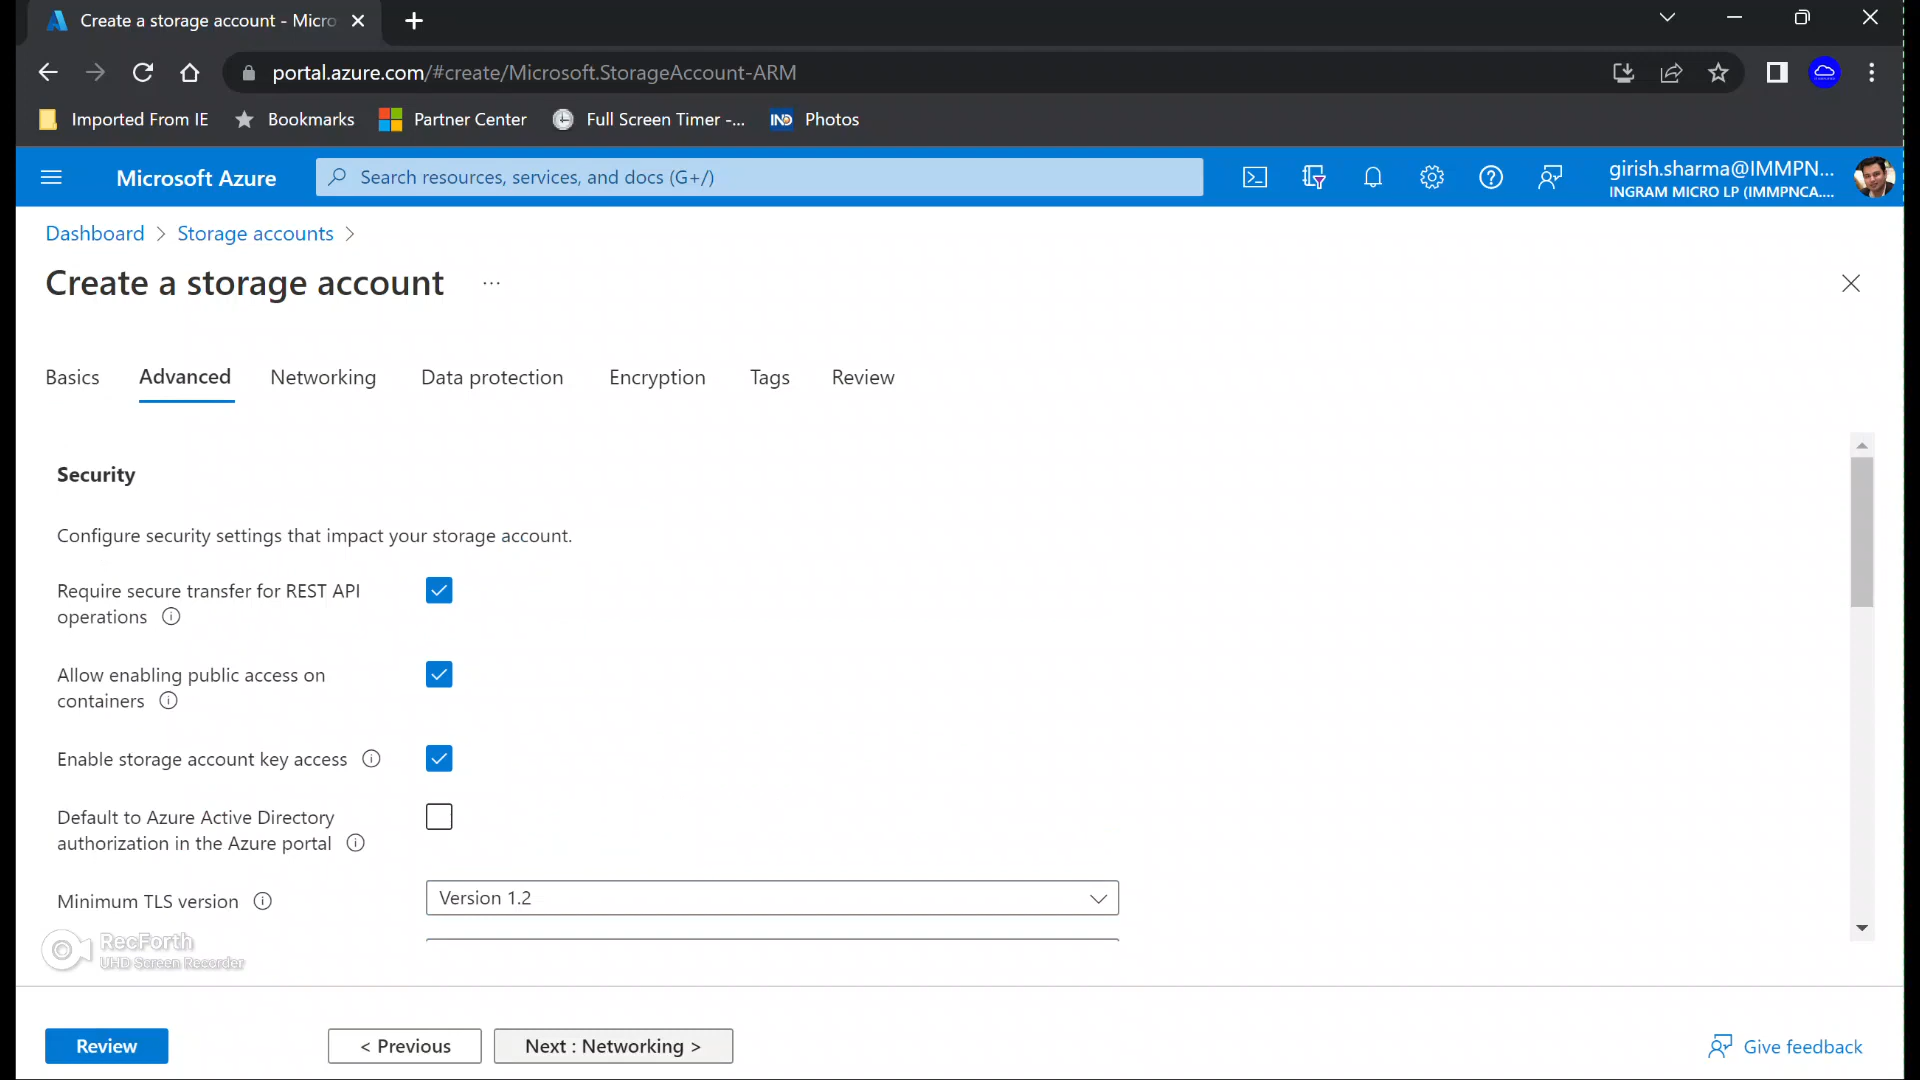 Create a storage account - Micro
portal.azure.com/#create/Microsoft.StorageAccount-ARM
Imported From IE Bookmarks Partner Center Full Screen Timer -... IND Photos
Microsoft Azure Search resources, services, and docs (G+/) girish.sharma@IMMPN...
INGRAM MICRO LP (IMMPNCA....
Dashboard > Storage accounts >
Create a storage account ...
Basics Advanced Networking Data protection Encryption Tags Review
Security
Configure security settings that impact your storage account.
Require secure transfer for REST API
operations
Allow enabling public access on
containers
Enable storage account key access
Default to Azure Active Directory
authorization in the Azure portal
Minimum TLS version Version 1.2
RecForth
UHD Screen Recorder
Review < Previous Next : Networking > Give feedback